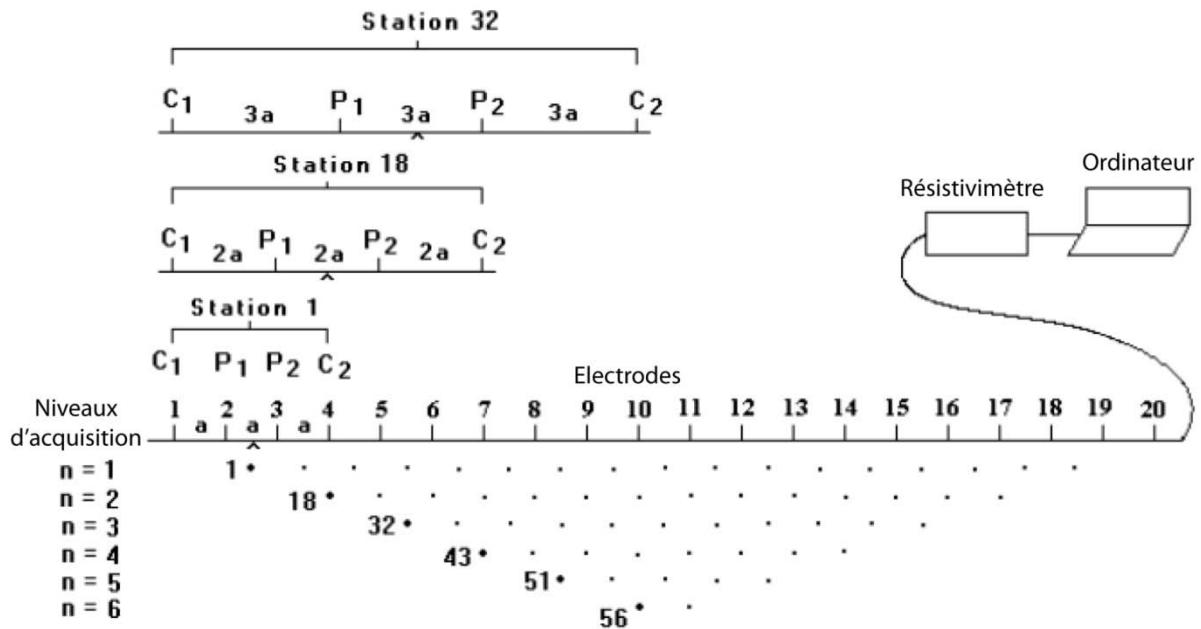 Station 32
C1 3a P1 3a P2 3a C2
Station 18
C1 2a P1 2a P2 2a C2
Station 1
C1 P1 P2 C2
Résistivimètre
Ordinateur
Electrodes
Niveaux
d'acquisition
1 2 3 4 5 6 7 8 9 10 11 12 13 14 15 16 17 18 19 20
a a a
n = 1 1
n = 2 18
n = 3 32
n = 4 43
n = 5 51
n = 6 56